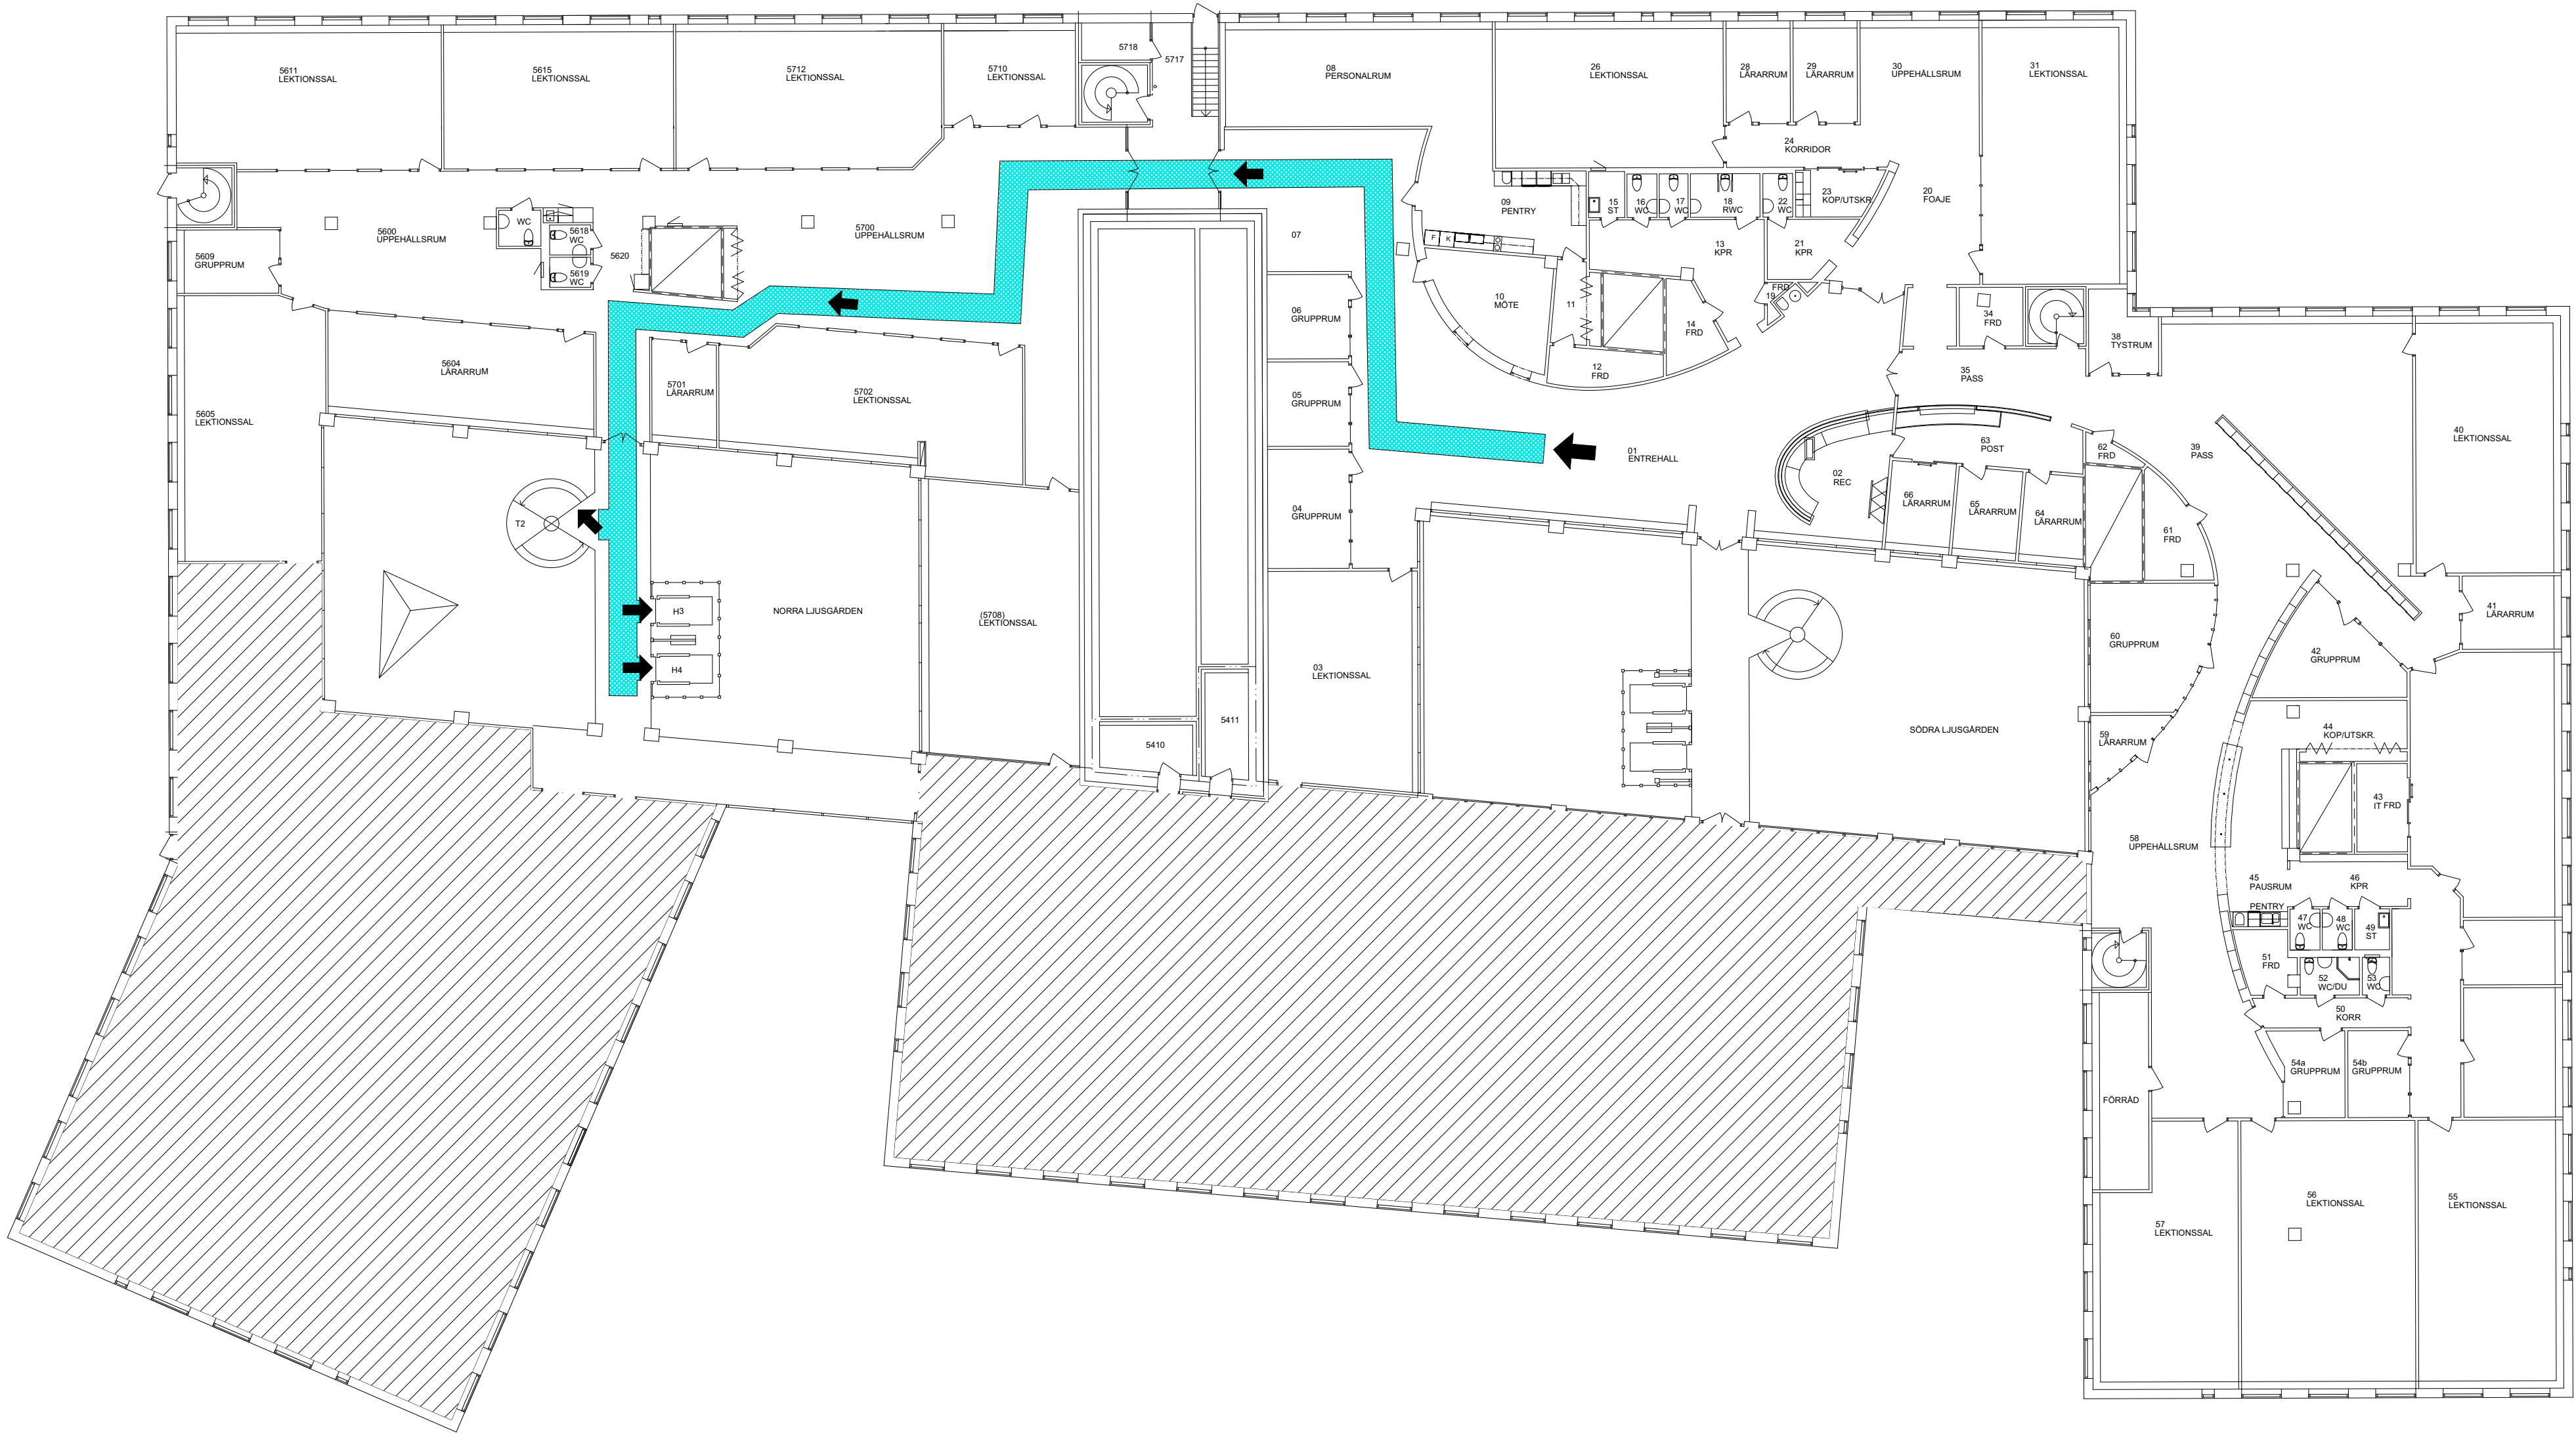 5611
LEKTIONSSAL
5615
LEKTIONSSAL
5712
LEKTIONSSAL
5710
LEKTIONSSAL
5718
5717
08
PERSONALRUM
26
LEKTIONSSAL
28
LÄRARRUM
29
LÄRARRUM
30
UPPEHÅLLSRUM
31
LEKTIONSSAL
24
KORRIDOR
5600
UPPEHÅLLSRUM
WC
5618
WC
5619
WC
5620
5700
UPPEHÅLLSRUM
07
09
PENTRY
15
ST
16
WC
17
WC
18
RWC
22
WC
23
KOP/UTSKR
20
FOAJE
F
K
13
KPR
21
KPR
5609
GRUPPRUM
06
GRUPPRUM
10
MÖTE
11
14
FRD
FRD
19
34
FRD
38
TYSTRUM
12
FRD
35
PASS
5604
LÄRARRUM
5701
LÄRARRUM
5702
LEKTIONSSAL
05
GRUPPRUM
5605
LEKTIONSSAL
01
ENTREHALL
63
POST
62
FRD
39
PASS
40
LEKTIONSSAL
02
REC
66
LÄRARRUM
65
LÄRARRUM
64
LÄRARRUM
04
GRUPPRUM
T2
61
FRD
H3
NORRA LJUSGÅRDEN
(5708)
LEKTIONSSAL
41
LÄRARRUM
60
GRUPPRUM
42
GRUPPRUM
H4
03
LEKTIONSSAL
5411
5410
SÖDRA LJUSGÅRDEN
59
LÄRARRUM
44
KOP/UTSKR.
43
IT FRD
58
UPPEHÅLLSRUM
45
PAUSRUM
46
KPR
PENTRY
47
WC
48
WC
49
ST
51
FRD
52
WC/DU
53
WC
50
KORR
54a
GRUPPRUM
54b
GRUPPRUM
FÖRRÅD
57
LEKTIONSSAL
56
LEKTIONSSAL
55
LEKTIONSSAL